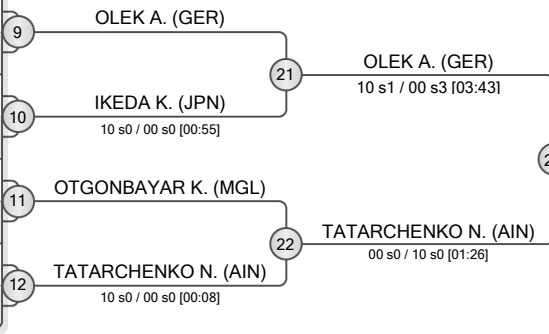 9
OLEK A. (GER)
21
OLEK A. (GER)
10 s1 / 00 s3 [03:43]
10
IKEDA K. (JPN)
10 s0 / 00 s0 [00:55]
11
OTGONBAYAR K. (MGL)
22
TATARCHENKO N. (AIN)
00 s0 / 10 s0 [01:26]
12
TATARCHENKO N. (AIN)
10 s0 / 00 s0 [00:08]